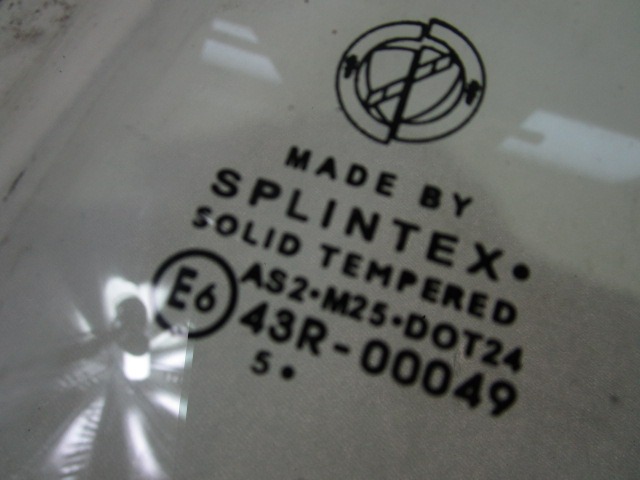 MADE BY
SPLINTEX•
SOLID TEMPERED
E6 AS2•M25•DOT24
43R-00049
5•